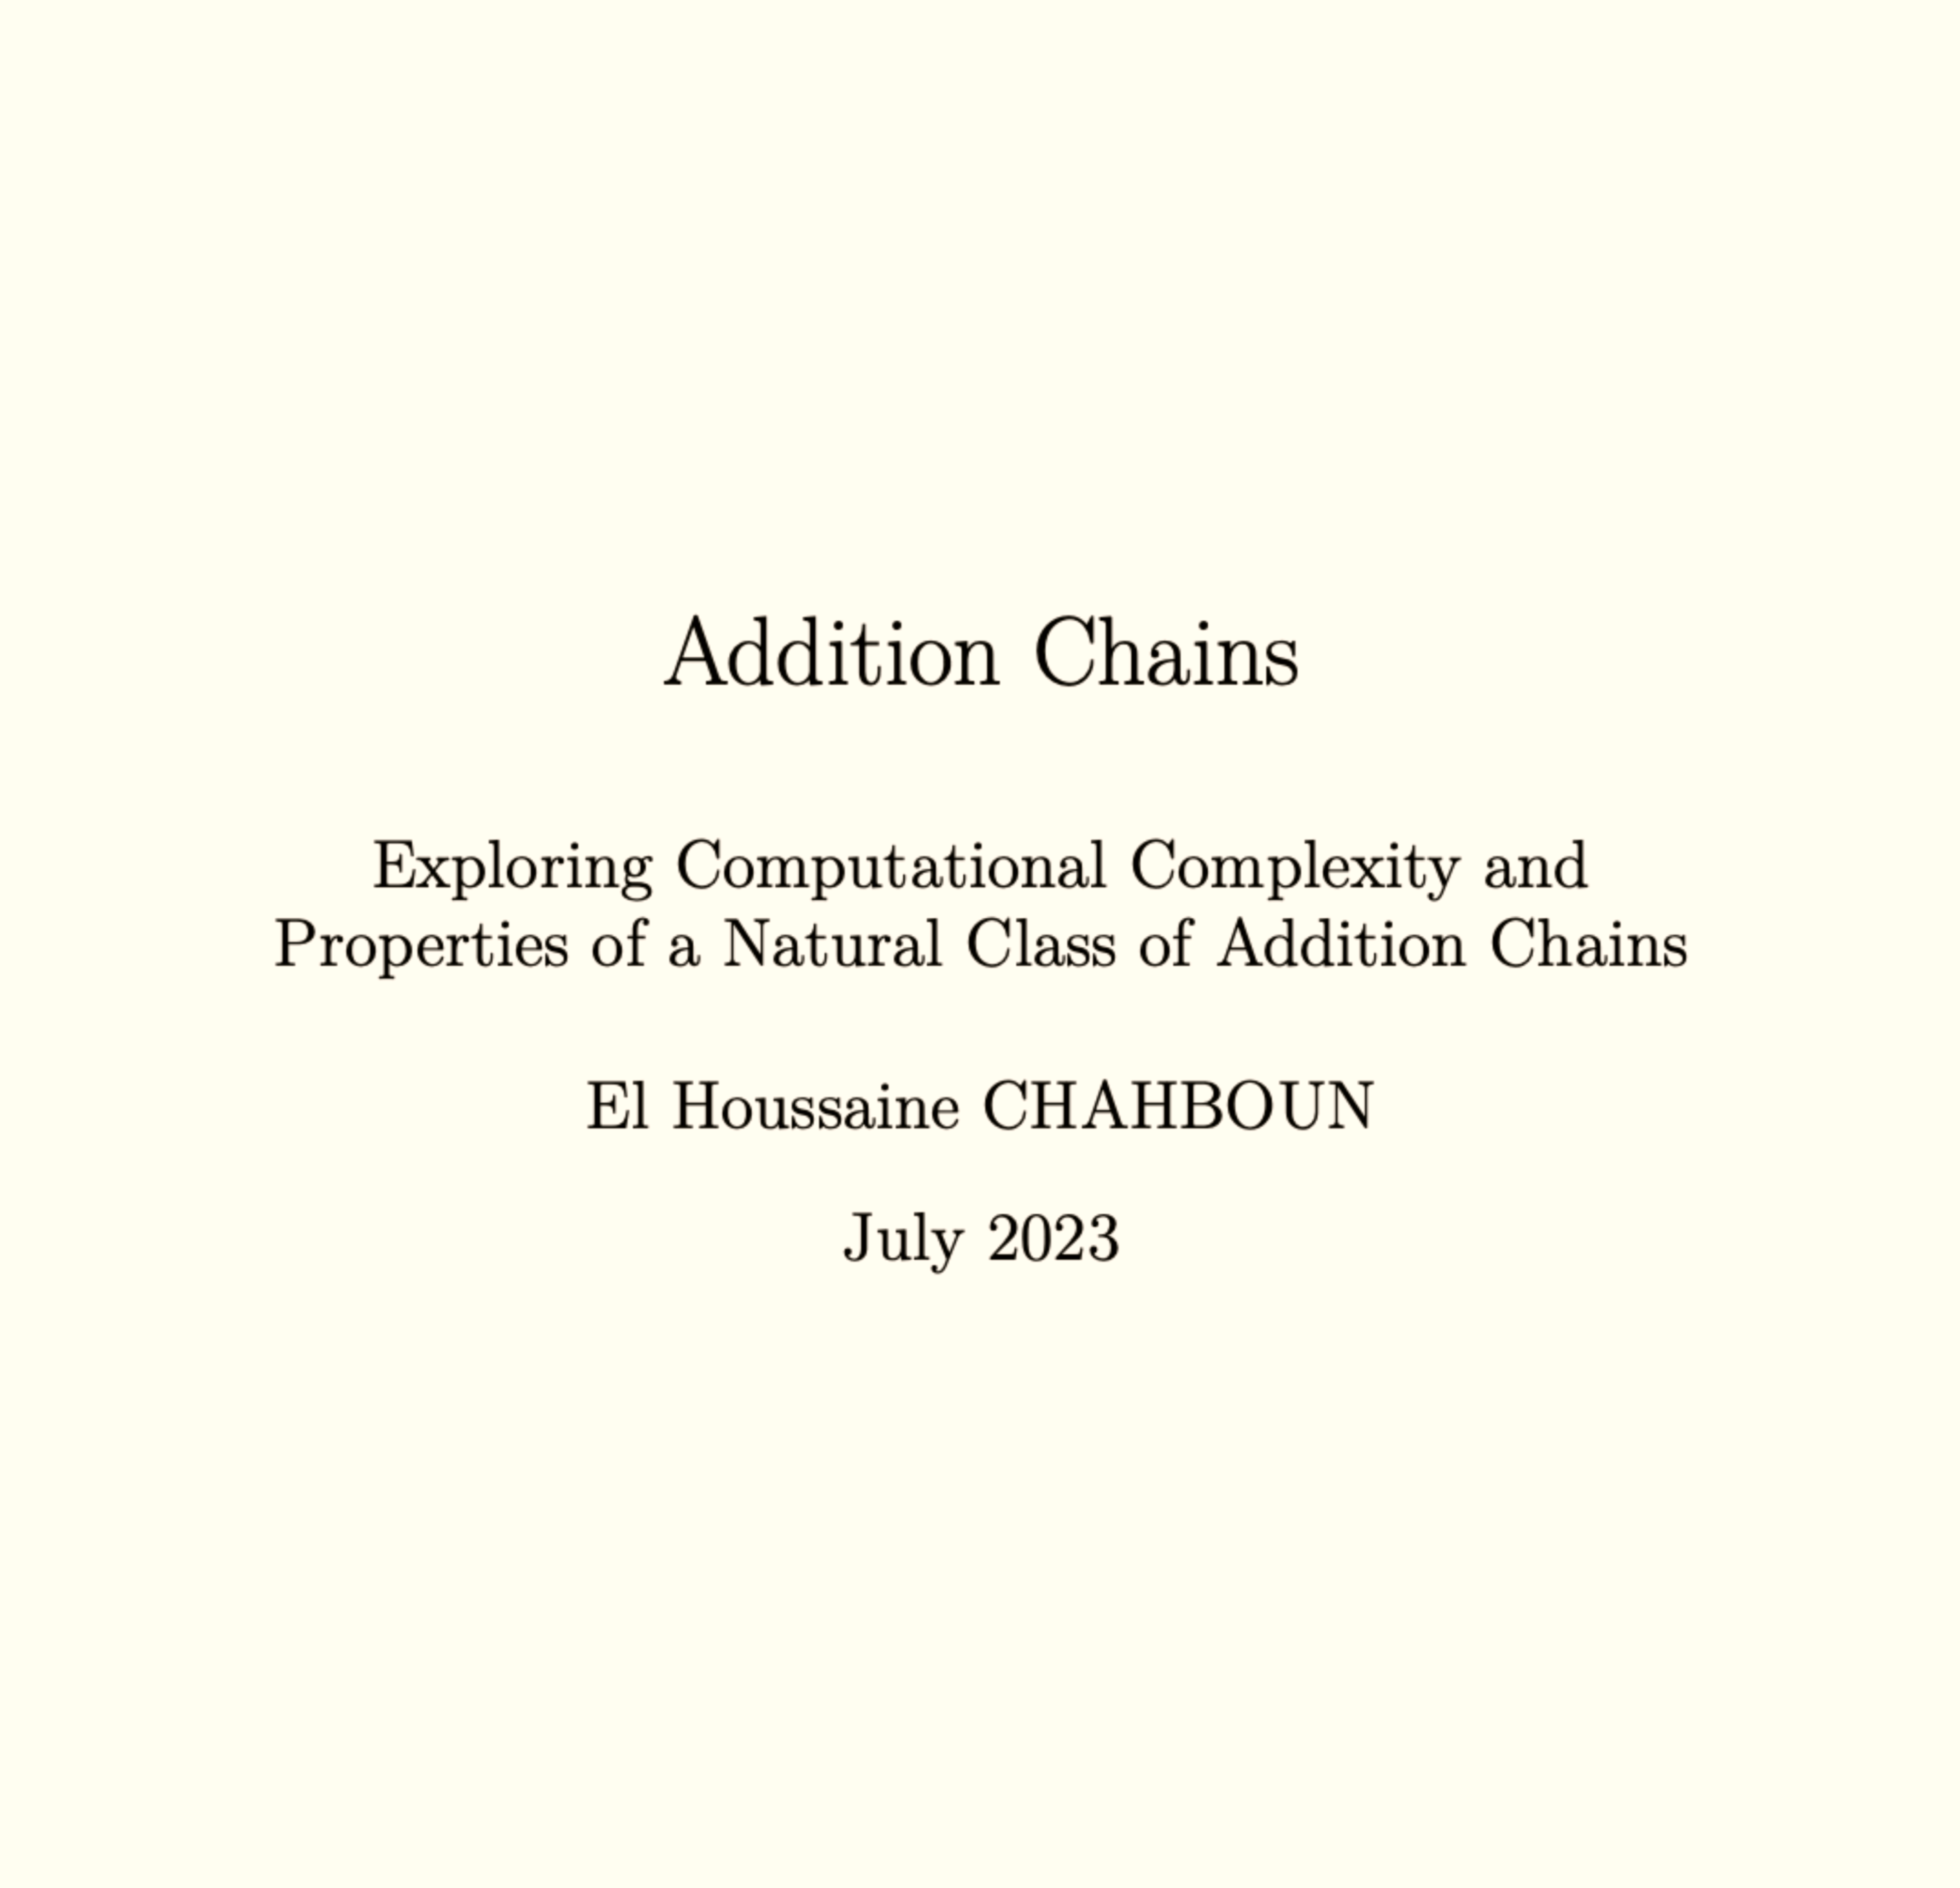 Addition Chains
Exploring Computational Complexity and
Properties of a Natural Class of Addition Chains
El Houssaine CHAHBOUN
July 2023